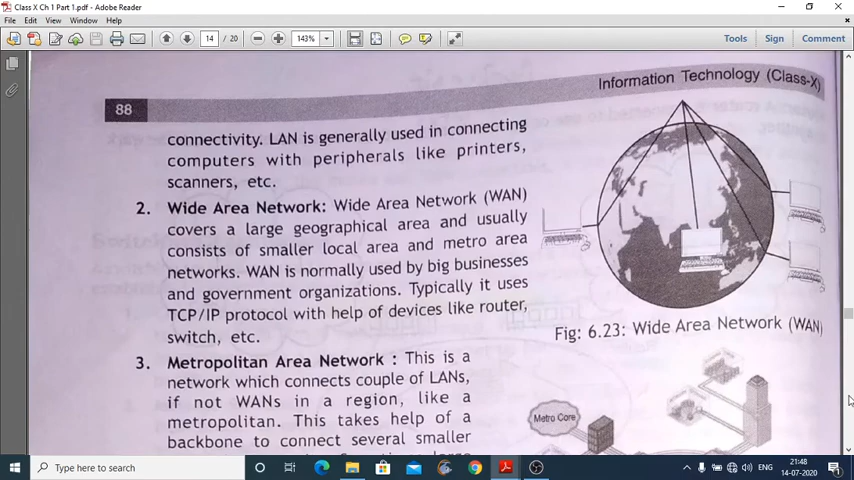 Class X Ch 1 Part 1.pdf - Adobe Reader
File Edit View Window Help
14 / 20 143% Tools Sign Comment
88 Information Technology (Class-X)
connectivity. LAN is generally used in connecting
computers with peripherals like printers,
scanners, etc.
2. Wide Area Network: Wide Area Network (WAN)
covers a large geographical area and usually
consists of smaller local area and metro area
networks. WAN is normally used by big businesses
and government organizations. Typically it uses
TCP/IP protocol with help of devices like router,
switch, etc.
Fig: 6.23: Wide Area Network (WAN)
3. Metropolitan Area Network : This is a
network which connects couple of LANs,
if not WANs in a region, like a
metropolitan. This takes help of a
backbone to connect several smaller
Metro Core
Type here to search
ENG
21:48
14-07-2020